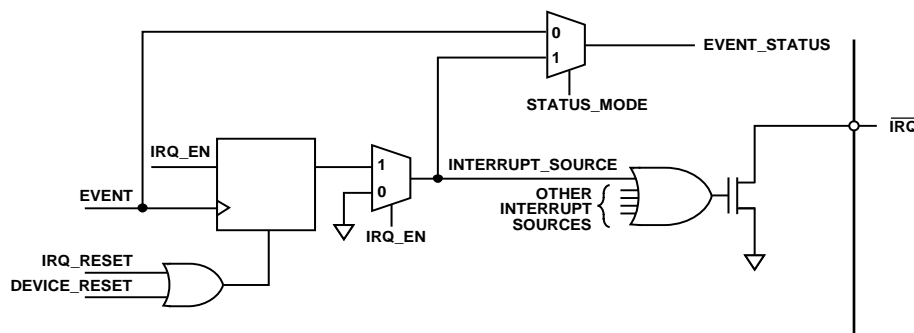 0
EVENT_STATUS
1
STATUS_MODE
IRQ
IRQ_EN
1
INTERRUPT_SOURCE
0
OTHER
INTERRUPT
SOURCES
EVENT
IRQ_EN
IRQ_RESET
DEVICE_RESET